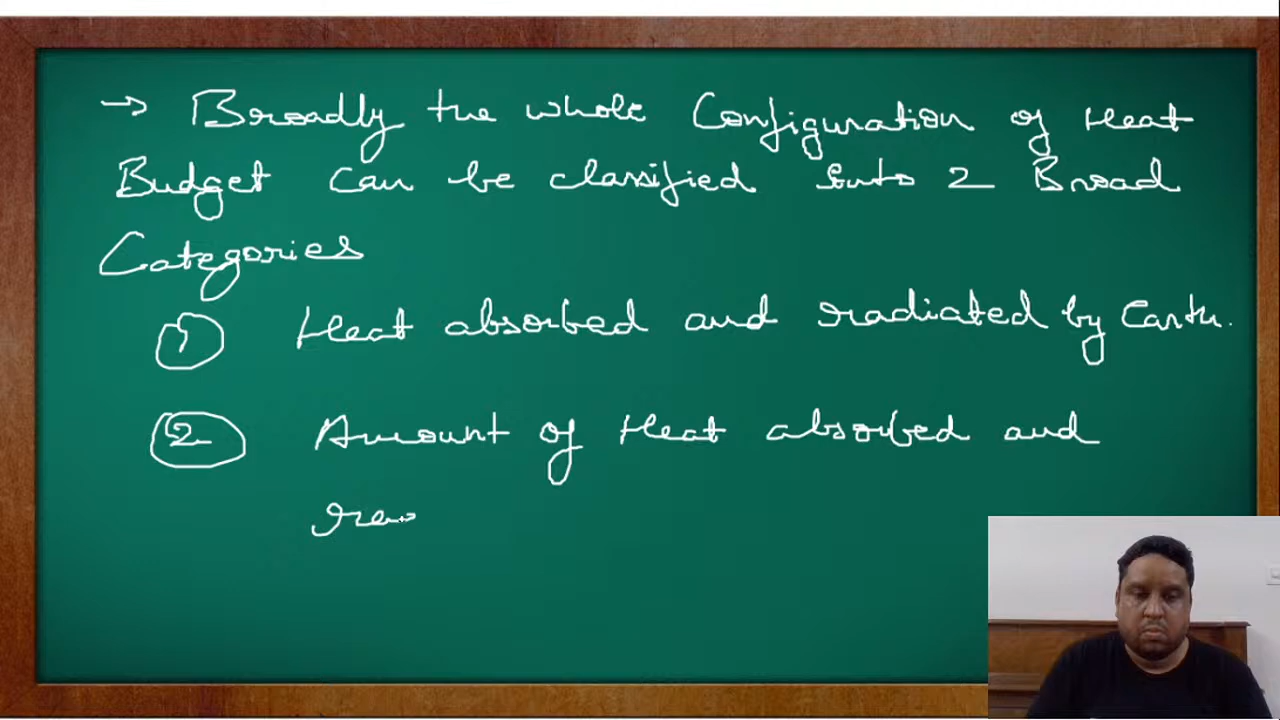 → Broadly the whole Configuration of Heat
Budget can be classified into 2 Broad
Categories
1 Heat absorbed and radiated by Earth.
2 Amount of Heat absorbed and